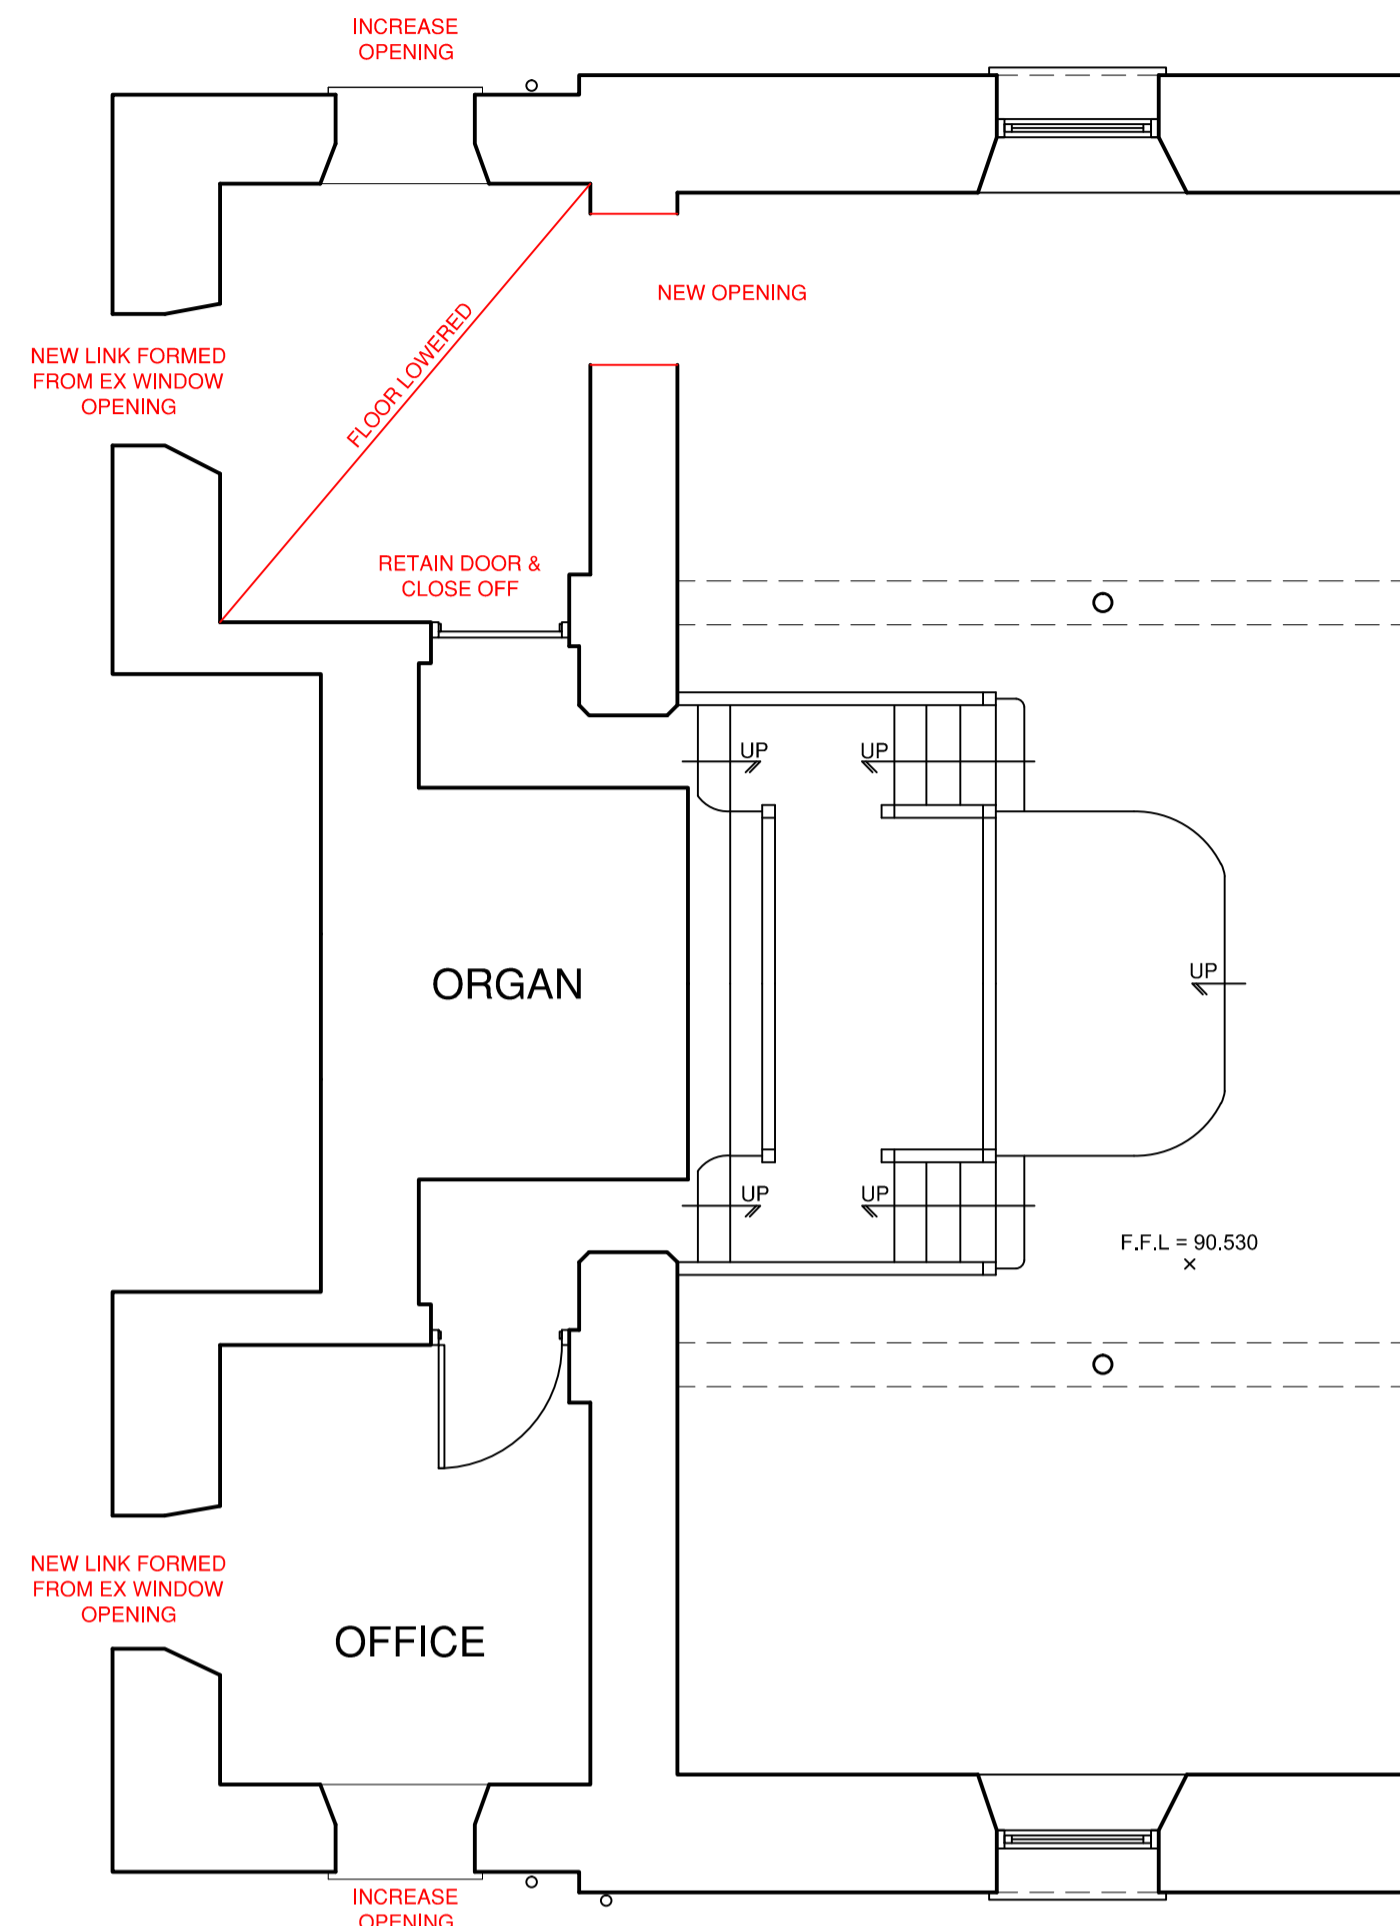 INCREASE
OPENING
NEW OPENING
NEW LINK FORMED
FROM EX WINDOW
OPENING
FLOOR LOWERED
RETAIN DOOR &
CLOSE OFF
UP
UP
ORGAN
UP
UP
UP
F.F.L = 90.530
NEW LINK FORMED
FROM EX WINDOW
OPENING
OFFICE
INCREASE
OPENING